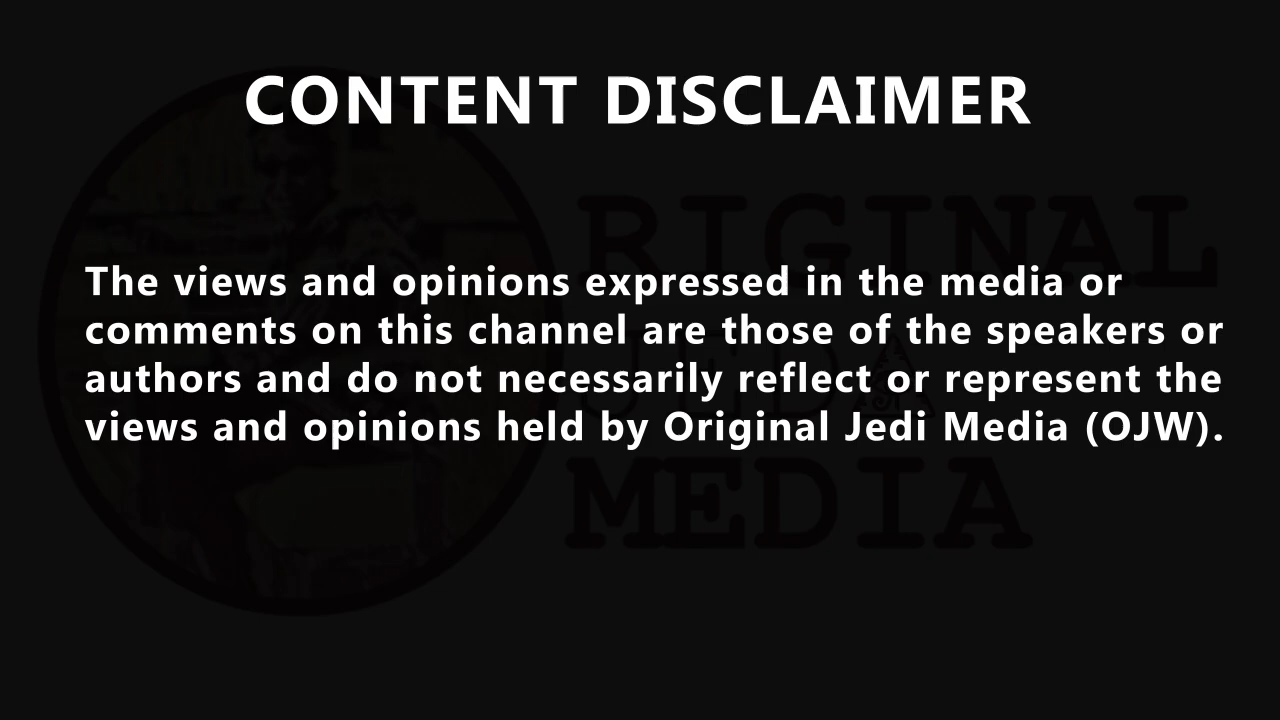 CONTENT DISCLAIMER
RIGINAL
The views and opinions expressed in the media or
comments on this channel are those of the speakers or
authors and do not necessarily reflect or represent the
views and opinions held by Original Jedi Media (OJW).
MEDIA